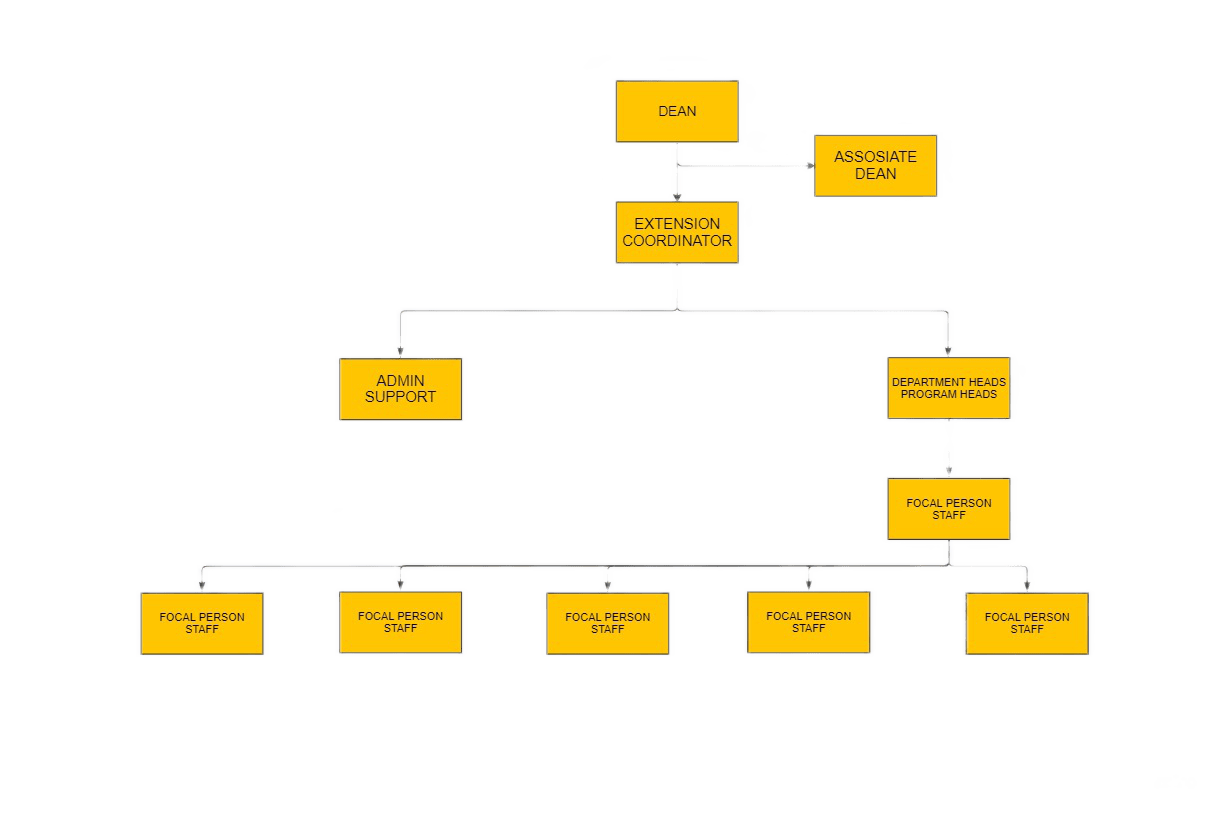 DEAN
ASSOSIATE
DEAN
EXTENSION
COORDINATOR
ADMIN
SUPPORT
DEPARTMENT HEADS
PROGRAM HEADS
FOCAL PERSON
STAFF
FOCAL PERSON
STAFF
FOCAL PERSON
STAFF
FOCAL PERSON
STAFF
FOCAL PERSON
STAFF
FOCAL PERSON
STAFF